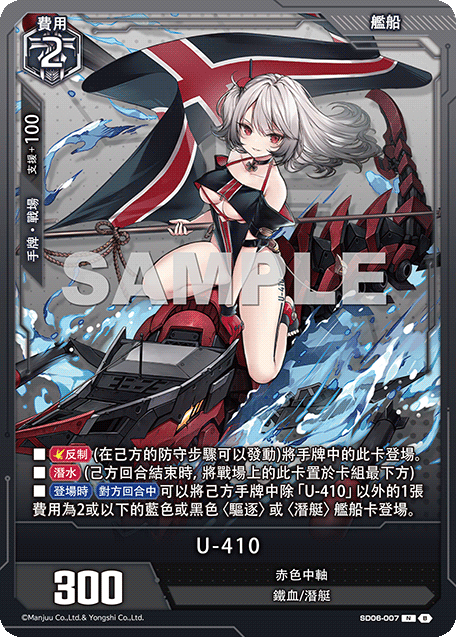 費用
2
艦船
支援+100
手牌・戰場
U-410
SAMPLE
■ 反制 (在己方的防守步驟可以發動)將手牌中的此卡登場。
■ 潛水 (己方回合結束時, 將戰場上的此卡置於卡組最下方)
■ 登場時 對方回合中 可以將己方手牌中除「U-410」以外的1張
費用為2或以下的藍色或黑色〈驅逐〉或〈潛艇〉艦船卡登場。
U-410
300
赤色中軸
鐵血/潛艇
©Manjuu Co.,Ltd.& Yongshi Co.,Ltd.
SD06-007 N B